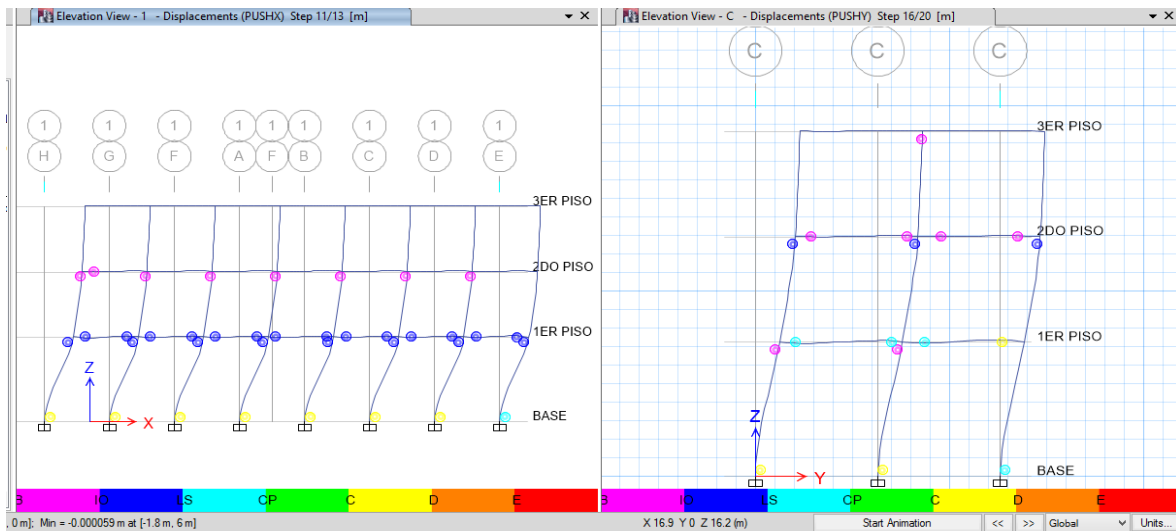 Elevation View - 1 - Displacements (PUSHX) Step 11/13 [m]
Elevation View - C - Displacements (PUSHY) Step 16/20 [m]
1 1 1 1 1 1 1 1 1
H G F A F B C D E
3ER PISO
2DO PISO
1ER PISO
Z
X
BASE
B IO LS CP C D E
C C C
3ER PISO
2DO PISO
1ER PISO
Z
Y
BASE
B IO LS CP C D E
, 0 m]; Min = -0.000059 m at [-1.8 m, 6 m]
X 16.9 Y 0 Z 16.2 (m)
Start Animation
<< >>
Global
Units...